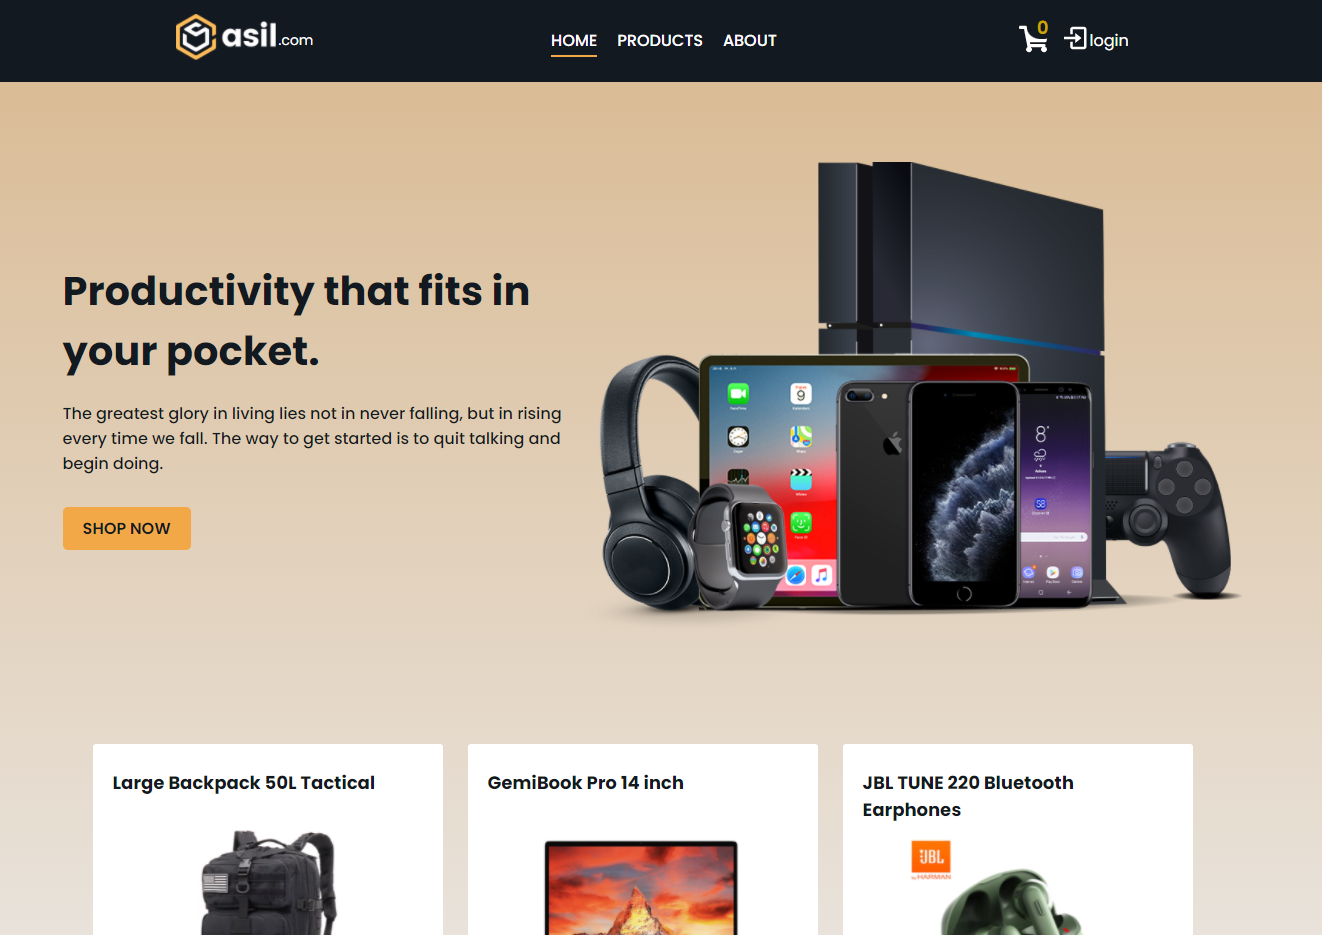 asil.com
HOME PRODUCTS ABOUT
0
login
Productivity that fits in
your pocket.
The greatest glory in living lies not in never falling, but in rising
every time we fall. The way to get started is to quit talking and
begin doing.
SHOP NOW
9
8°
Large Backpack 50L Tactical
GemiBook Pro 14 inch
JBL TUNE 220 Bluetooth
Earphones
JBL
by HARMAN